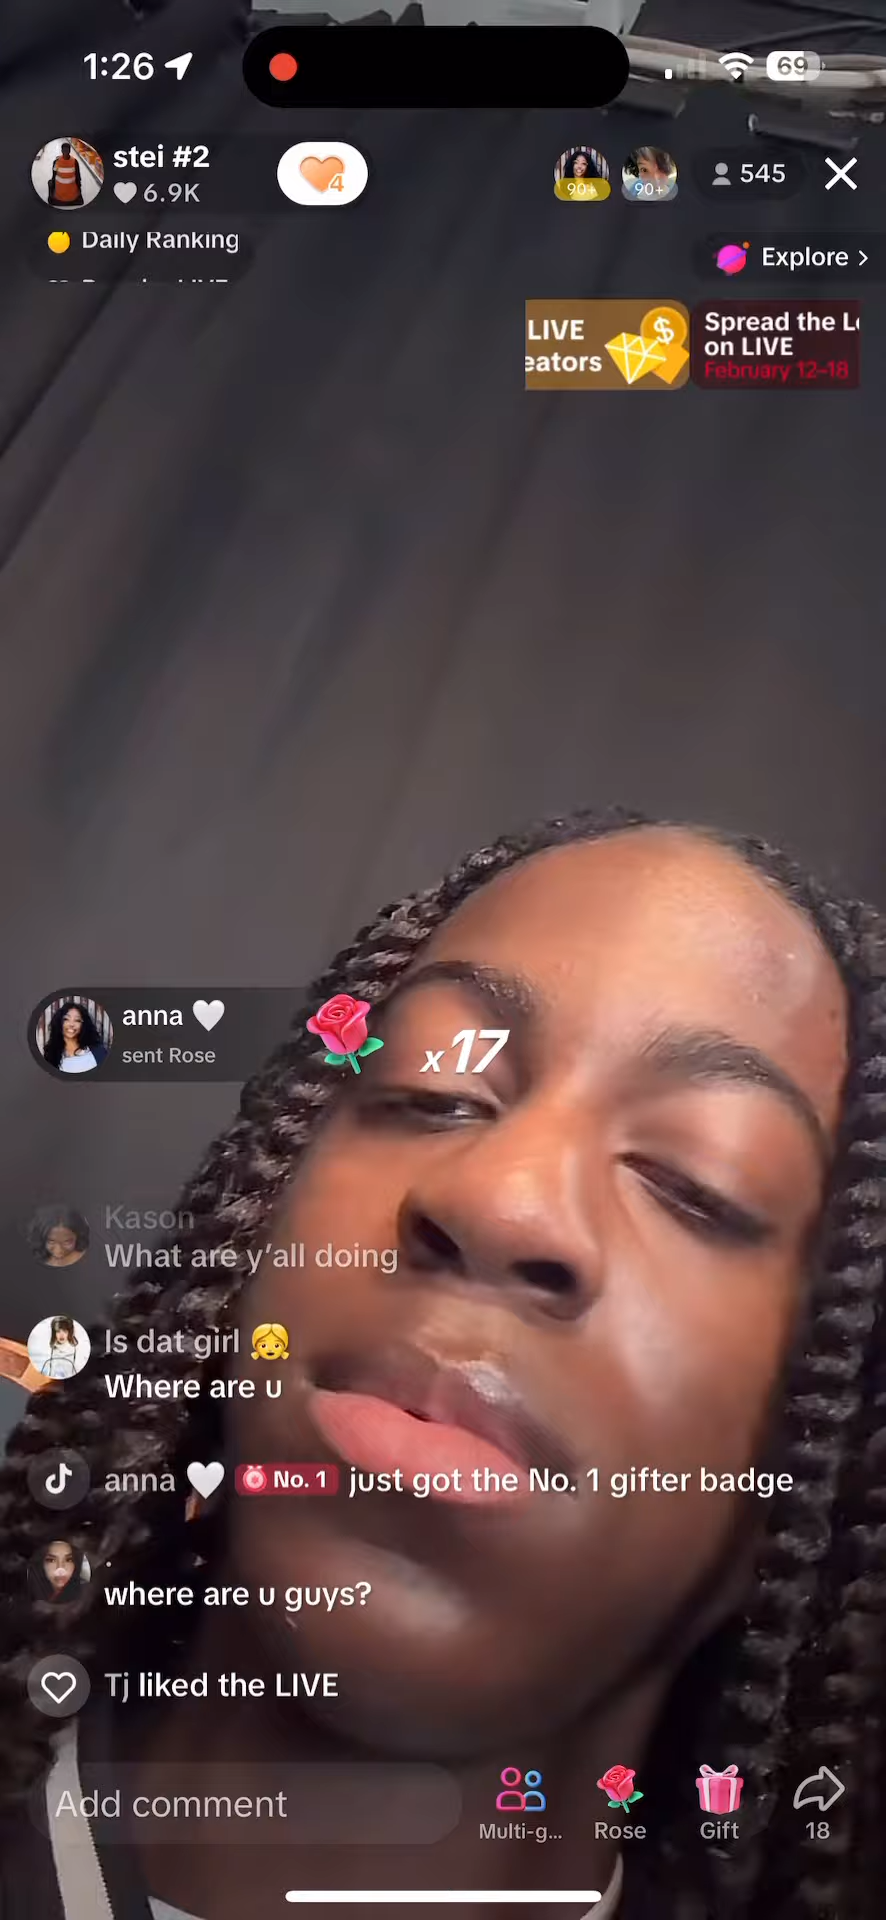 1:26
69
stei #2
6.9K
4
90+
90+
545
Daily Ranking
Explore >
LIVE
eators
Spread the L
on LIVE
February 12-18
anna 🤍
sent Rose
x17
Kason
What are y'all doing
Is dat girl 👧
Where are u
anna 🤍 No. 1 just got the No. 1 gifter badge
.
where are u guys?
Tj liked the LIVE
Add comment
Multi-g...
Rose
Gift
18